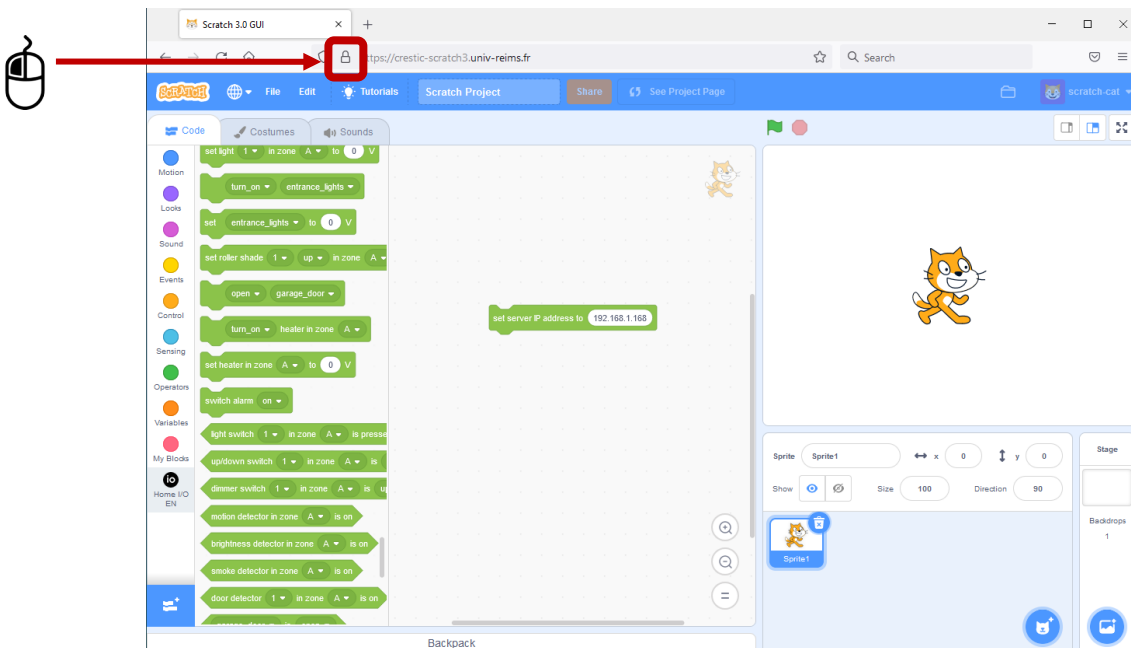 Scratch 3.0 GUI
https://crestic-scratch3.univ-reims.fr
Search
SCRATCH
File
Edit
Tutorials
Scratch Project
Share
See Project Page
scratch-cat
Code
Costumes
Sounds
Motion
Looks
Sound
Events
Control
Sensing
Operators
Variables
My Blocks
io
Home I/O
EN
set light 1 in zone A to 0 V
turn_on entrance_lights
set entrance_lights to 0 V
set roller shade 1 up in zone A
open garage_door
turn_on heater in zone A
set heater in zone A to 0 V
switch alarm on
light switch 1 in zone A is presse
up/down switch 1 in zone A is
dimmer switch 1 in zone A is up
motion detector in zone A is on
brightness detector in zone A is on
smoke detector in zone A is on
door detector 1 in zone A is on
set server IP address to 192.168.1.168
Sprite Sprite1 x 0 y 0
Show Size 100 Direction 90
Sprite1
Stage
Backdrops
1
Backpack